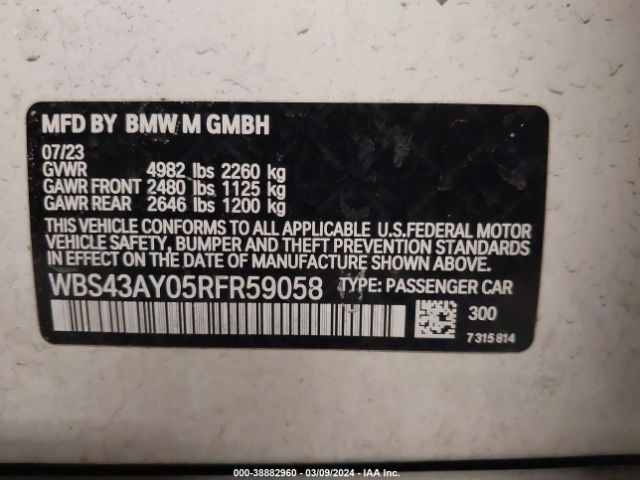 MFD BY BMW M GMBH
07/23
GVWR 4982 lbs 2260 kg
GAWR FRONT 2480 lbs 1125 kg
GAWR REAR 2646 lbs 1200 kg
THIS VEHICLE CONFORMS TO ALL APPLICABLE U.S.FEDERAL MOTOR
VEHICLE SAFETY, BUMPER AND THEFT PREVENTION STANDARDS
IN EFFECT ON THE DATE OF MANUFACTURE SHOWN ABOVE.
WBS43AY05RFR59058 TYPE: PASSENGER CAR
300
7 315 814
000-38882960 - 03/09/2024 - IAA Inc.